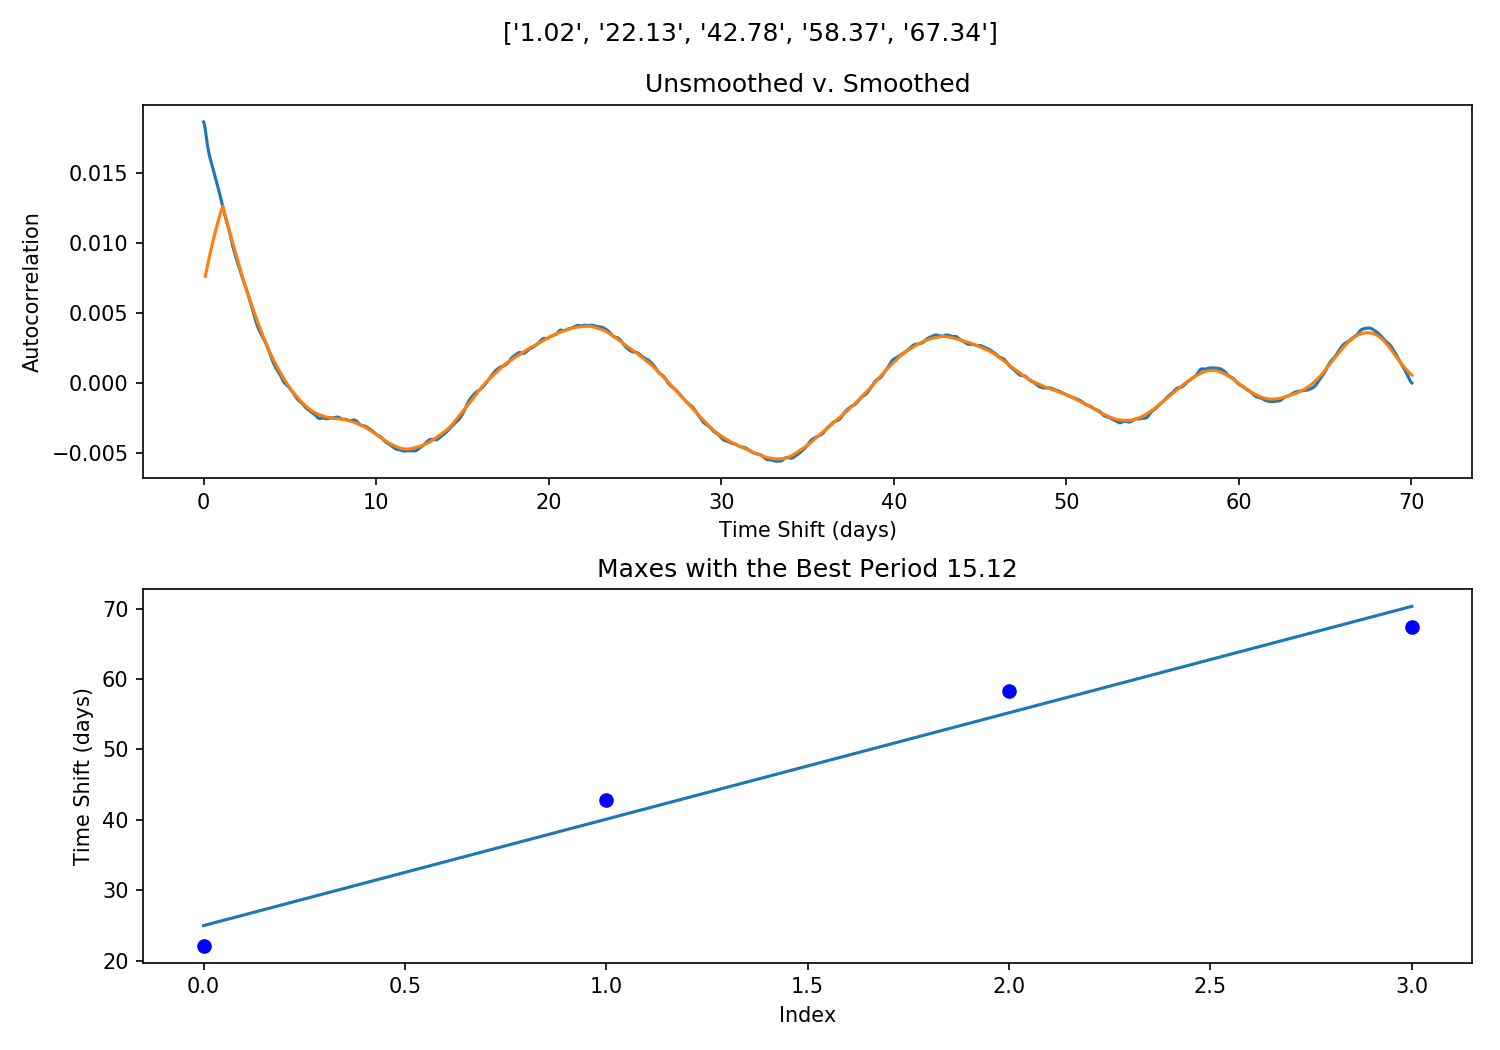 ['1.02', '22.13', '42.78', '58.37', '67.34']
Unsmoothed v. Smoothed
Autocorrelation
0.015
0.010
0.005
0.000
−0.005
0 10 20 30 40 50 60 70
Time Shift (days)
Maxes with the Best Period 15.12
Time Shift (days)
70
60
50
40
30
20
0.0 0.5 1.0 1.5 2.0 2.5 3.0
Index